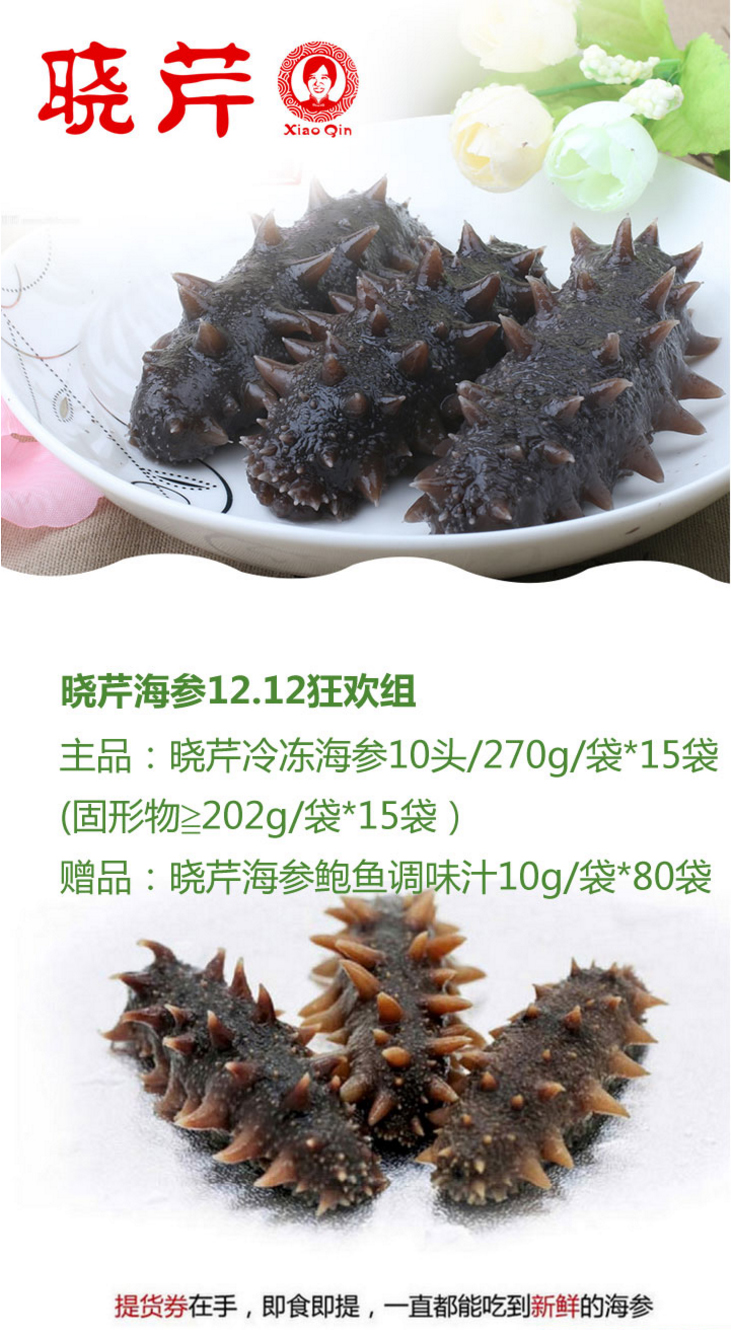 晓芹
Xiao Qin
晓芹海参12.12狂欢组
主品：晓芹冷冻海参10头/270g/袋*15袋
(固形物≧202g/袋*15袋）
赠品：晓芹海参鲍鱼调味汁10g/袋*80袋
提货券在手，即食即提，一直都能吃到新鲜的海参